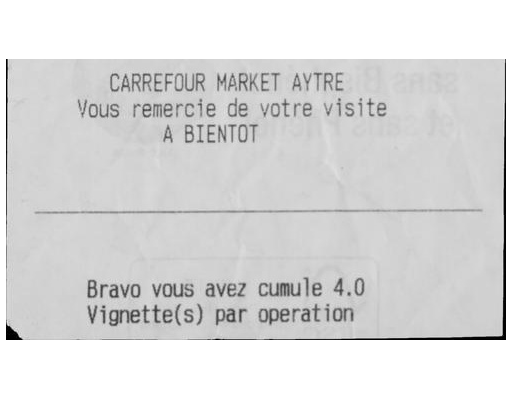 CARREFOUR MARKET AYTRE
Vous remercie de votre visite
A BIENTOT
Bravo vous avez cumule 4.0
Vignette(s) par operation